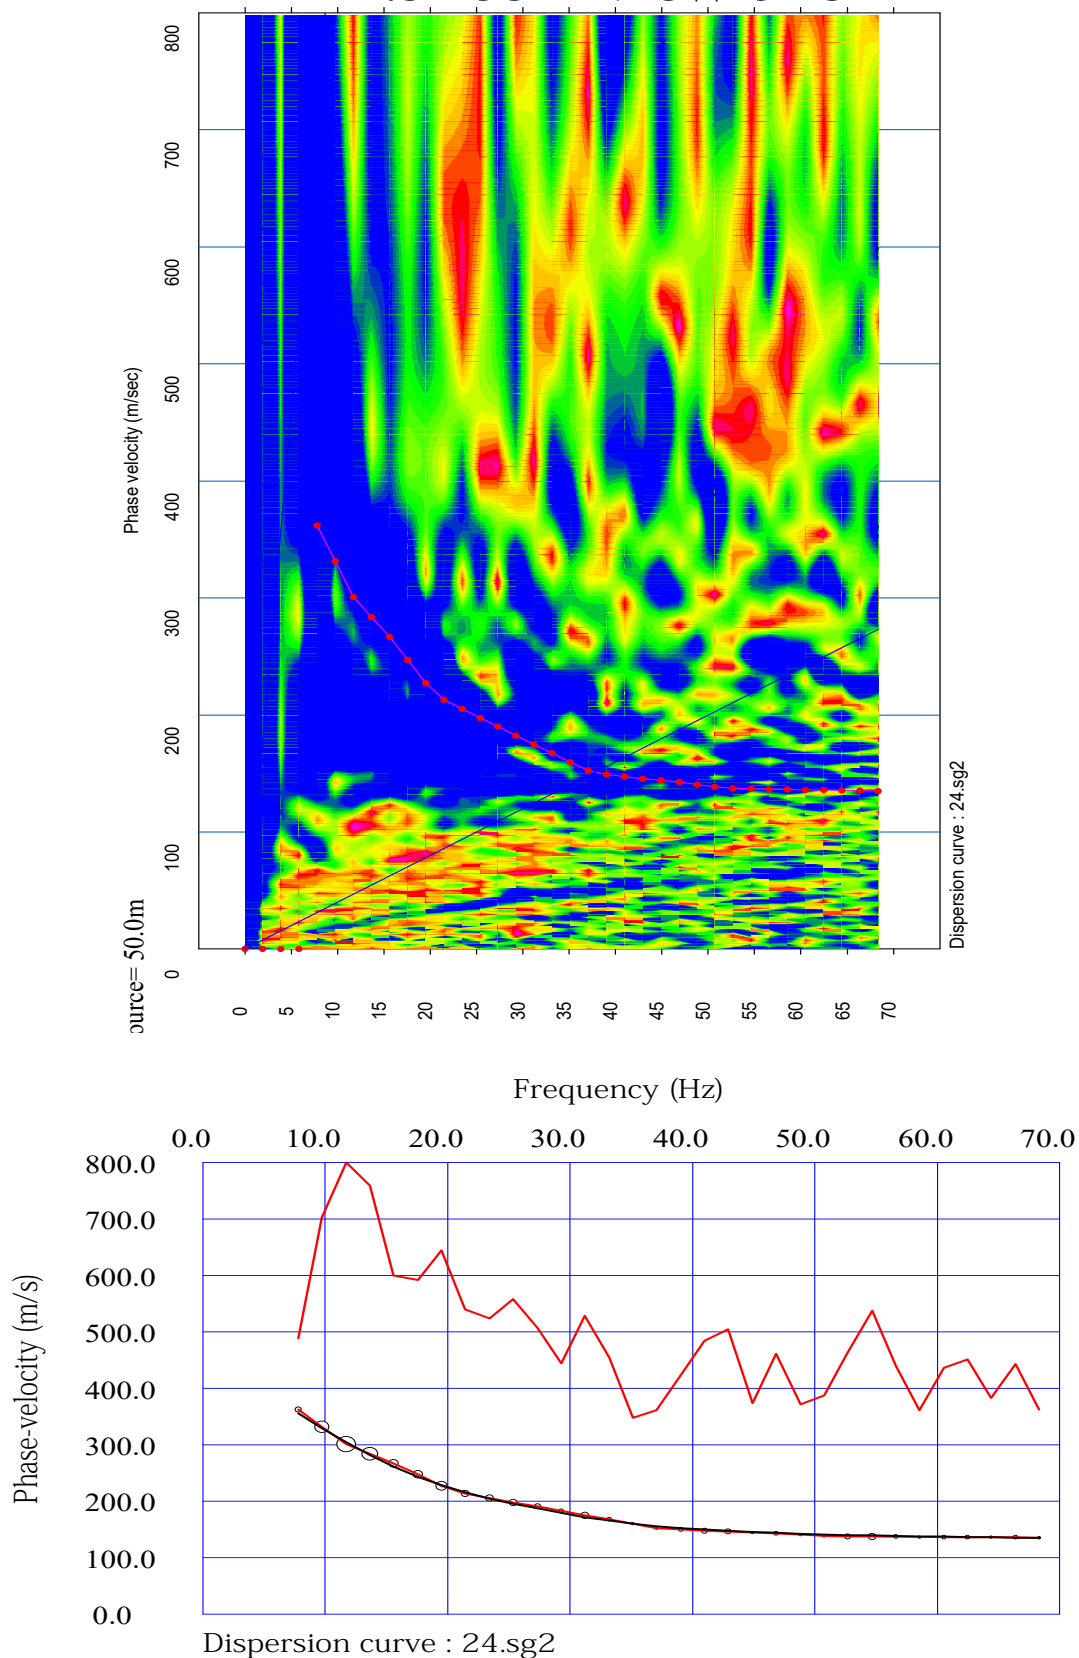 800
700
600
500
400
300
200
100
0
Phase velocity (m/sec)
ource= 50.0m
Dispersion curve : 24.sg2
0 5 10 15 20 25 30 35 40 45 50 55 60 65 70
Frequency (Hz)
0.0 10.0 20.0 30.0 40.0 50.0 60.0 70.0
800.0
700.0
600.0
500.0
400.0
300.0
200.0
100.0
0.0
Phase-velocity (m/s)
Dispersion curve : 24.sg2